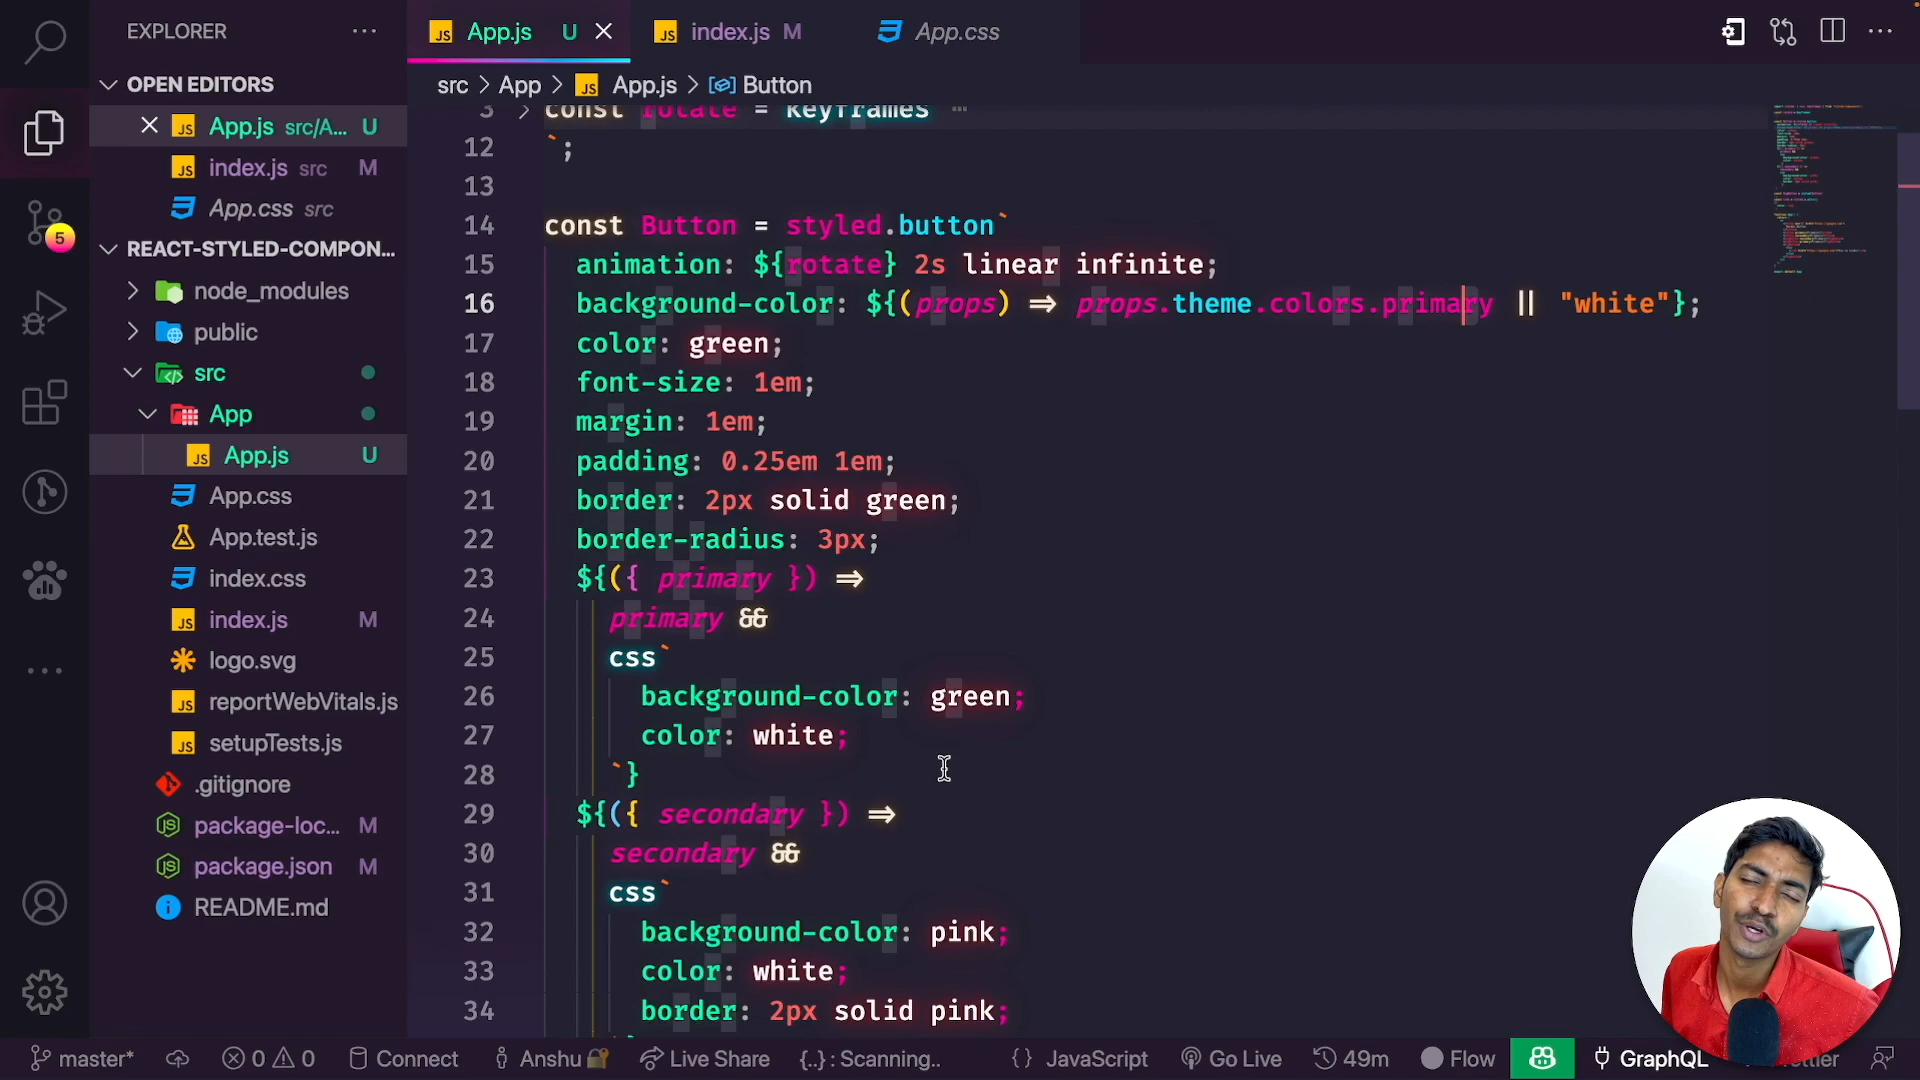 EXPLORER
OPEN EDITORS
App.js src/A... U
index.js src M
App.css src
REACT-STYLED-COMPON...
node_modules
public
src
App
App.js U
App.css
App.test.js
index.css
index.js M
logo.svg
reportWebVitals.js
setupTests.js
.gitignore
package-loc... M
package.json M
README.md
5
App.js U
index.js M
App.css
src > App > App.js > Button
3 const rotate = keyframes
12 `;
13
14 const Button = styled.button`
15 animation: ${rotate} 2s linear infinite;
16 background-color: ${(props) => props.theme.colors.primary || "white"};
17 color: green;
18 font-size: 1em;
19 margin: 1em;
20 padding: 0.25em 1em;
21 border: 2px solid green;
22 border-radius: 3px;
23 ${({ primary }) =>
24 primary &&
25 css`
26 background-color: green;
27 color: white;
28 `}
29 ${({ secondary }) =>
30 secondary &&
31 css`
32 background-color: pink;
33 color: white;
34 border: 2px solid pink;
master* 0 0 Connect Anshu Live Share {..}: Scanning.. {} JavaScript Go Live 49m Flow GraphQL